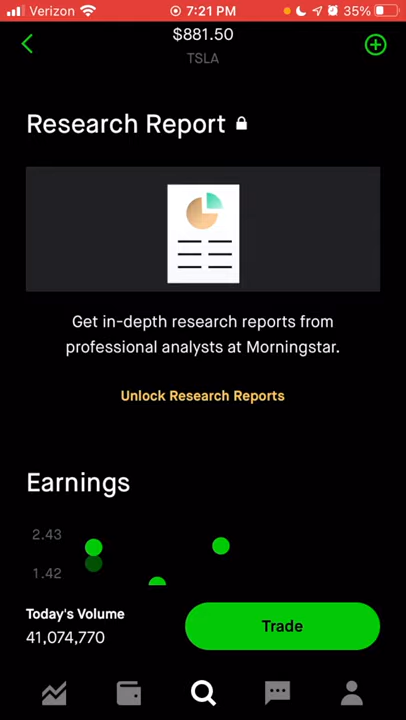 Verizon 7:21 PM 35%
$881.50
TSLA
Research Report
Get in-depth research reports from
professional analysts at Morningstar.
Unlock Research Reports
Earnings
2.43
1.42
Today's Volume
41,074,770
Trade